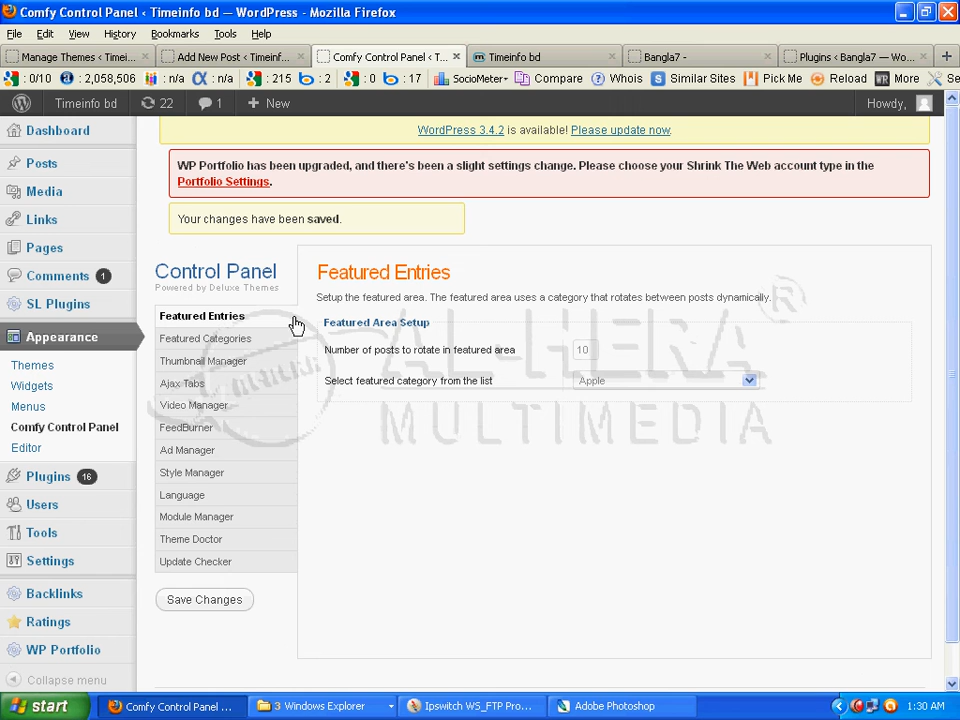 Comfy Control Panel ‹ Timeinfo bd — WordPress - Mozilla Firefox
File Edit View History Bookmarks Tools Help
Manage Themes ‹ Timei... Add New Post ‹ Timeinf... Comfy Control Panel ‹ T... Timeinfo bd Bangla7 - Plugins ‹ Bangla7 — Wo...
: 0/10 : 2,058,506 : n/a : n/a : 215 : 2 : 0 : 17 SocioMeter Compare Whois Similar Sites Pick Me Reload More Se
Timeinfo bd 22 1 + New Howdy,
WordPress 3.4.2 is available! Please update now.
WP Portfolio has been upgraded, and there's been a slight settings change. Please choose your Shrink The Web account type in the
Portfolio Settings.
Your changes have been saved.
Dashboard
Posts
Media
Links
Pages
Comments 1
SL Plugins
Appearance
Themes
Widgets
Menus
Comfy Control Panel
Editor
Plugins 16
Users
Tools
Settings
Backlinks
Ratings
WP Portfolio
Collapse menu
Control Panel
Powered by Deluxe Themes
Featured Entries
Featured Categories
Thumbnail Manager
Ajax Tabs
Video Manager
FeedBurner
Ad Manager
Style Manager
Language
Module Manager
Theme Doctor
Update Checker
Save Changes
Featured Entries
Setup the featured area. The featured area uses a category that rotates between posts dynamically.
Featured Area Setup
Number of posts to rotate in featured area 10
Select featured category from the list Apple
AL-HERA ®
MULTIMEDIA
start Comfy Control Panel ... 3 Windows Explorer Ipswitch WS_FTP Pro... Adobe Photoshop 1:30 AM